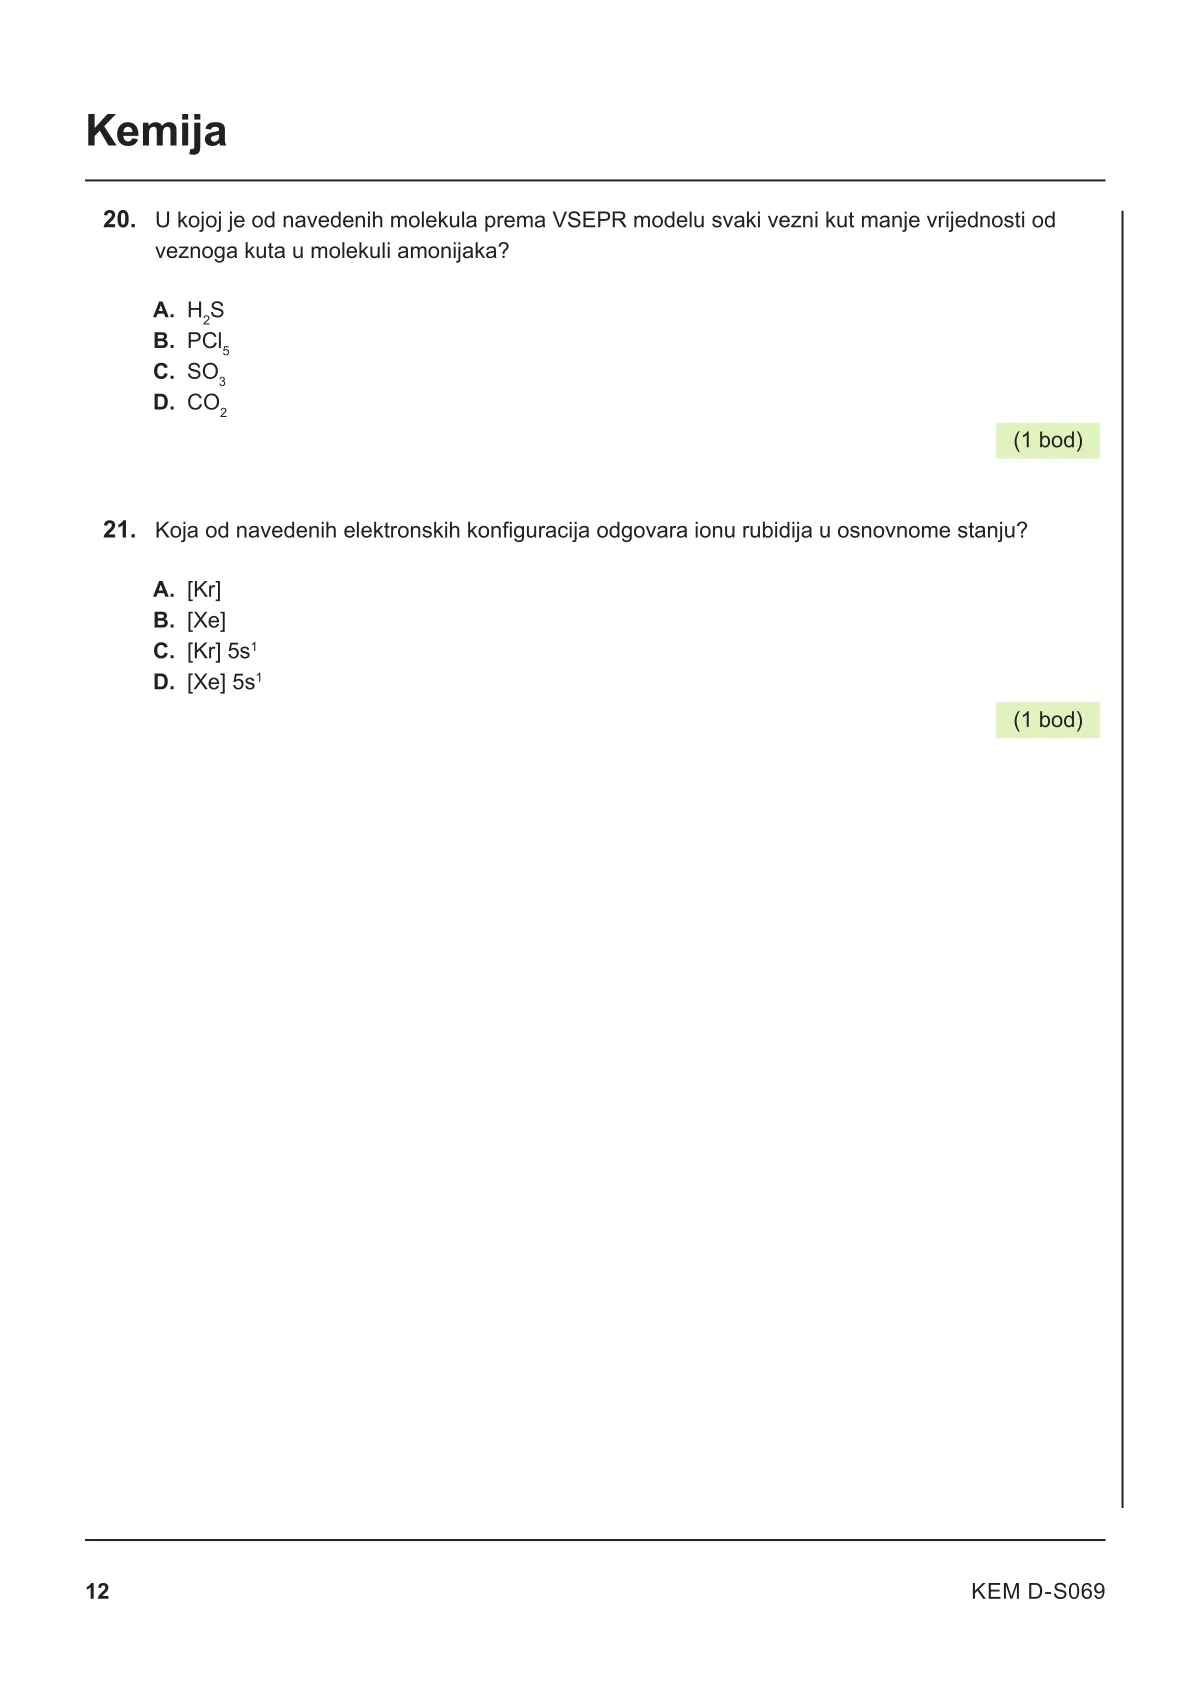 Kemija
20. U kojoj je od navedenih molekula prema VSEPR modelu svaki vezni kut manje vrijednosti od
veznoga kuta u molekuli amonijaka?
A. H₂S
B. PCl₅
C. SO₃
D. CO₂
(1 bod)
21. Koja od navedenih elektronskih konfiguracija odgovara ionu rubidija u osnovnome stanju?
A. [Kr]
B. [Xe]
C. [Kr] 5s¹
D. [Xe] 5s¹
(1 bod)
12
KEM D-S069